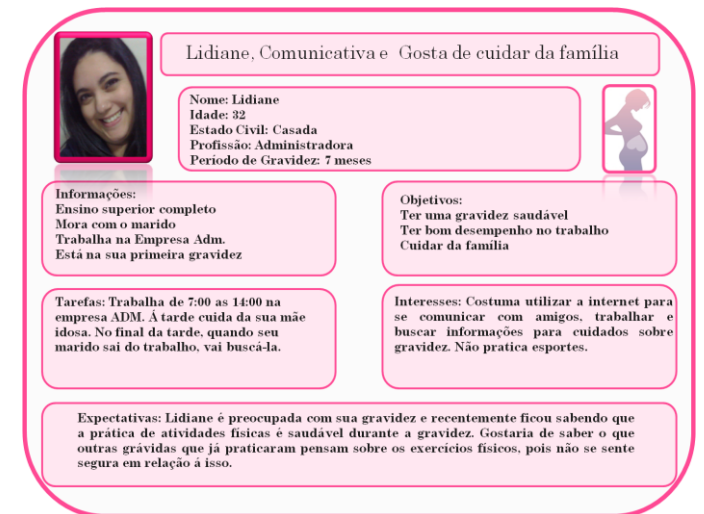 Lidiane, Comunicativa e Gosta de cuidar da família
Nome: Lidiane
Idade: 32
Estado Civil: Casada
Profissão: Administradora
Período de Gravidez: 7 meses
Informações:
Ensino superior completo
Mora com o marido
Trabalha na Empresa Adm.
Está na sua primeira gravidez
Objetivos:
Ter uma gravidez saudável
Ter bom desempenho no trabalho
Cuidar da família
Tarefas: Trabalha de 7:00 as 14:00 na
empresa ADM. Á tarde cuida da sua mãe
idosa. No final da tarde, quando seu
marido sai do trabalho, vai buscá-la.
Interesses: Costuma utilizar a internet para
se comunicar com amigos, trabalhar e
buscar informações para cuidados sobre
gravidez. Não pratica esportes.
Expectativas: Lidiane é preocupada com sua gravidez e recentemente ficou sabendo que
a prática de atividades físicas é saudável durante a gravidez. Gostaria de saber o que
outras grávidas que já praticaram pensam sobre os exercícios físicos, pois não se sente
segura em relação á isso.